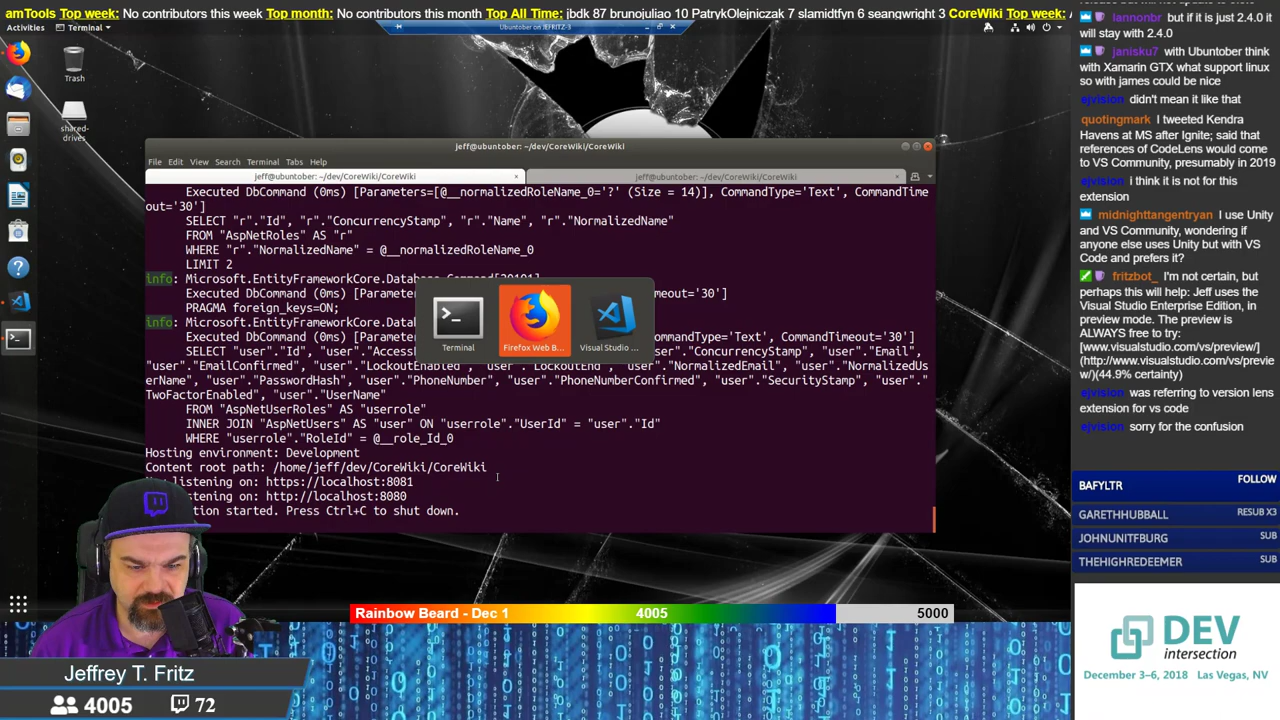 amTools Top week: No contributors this week Top month: No contributors this month Top All Time: jbdk 87 brunojuliao 10 PatrykOlejniczak 7 slamidtfyn 6 seangwright 3 CoreWiki Top week:
Activities
Terminal
Ubuntober on JEFRITZ-3
Trash
shared-drives
jeff@ubuntober: ~/dev/CoreWiki/CoreWiki
File Edit View Search Terminal Tabs Help
jeff@ubuntober: ~/dev/CoreWiki/CoreWiki
jeff@ubuntober: ~/dev/CoreWiki/CoreWiki
Executed DbCommand (0ms) [Parameters=[@__normalizedRoleName_0='?' (Size = 14)], CommandType='Text', CommandTime
out='30']
SELECT "r"."Id", "r"."ConcurrencyStamp", "r"."Name", "r"."NormalizedName"
FROM "AspNetRoles" AS "r"
WHERE "r"."NormalizedName" = @__normalizedRoleName_0
LIMIT 2
info: Microsoft.EntityFrameworkCore.Database.Command[20101]
Executed DbCommand (0ms) [Paramet
meout='30']
PRAGMA foreign_keys=ON;
info: Microsoft.EntityFrameworkCore.Datab
Executed DbCommand (0ms) [Paramet
CommandType='Text', CommandTimeout='30']
SELECT "user"."Id", "user"."Access
ser"."ConcurrencyStamp", "user"."Email",
"user"."EmailConfirmed", "user"."LockoutEnabled", "user"."LockoutEnd", "user"."NormalizedEmail", "user"."NormalizedUs
erName", "user"."PasswordHash", "user"."PhoneNumber", "user"."PhoneNumberConfirmed", "user"."SecurityStamp", "user"."
TwoFactorEnabled", "user"."UserName"
FROM "AspNetUserRoles" AS "userrole"
INNER JOIN "AspNetUsers" AS "user" ON "userrole"."UserId" = "user"."Id"
WHERE "userrole"."RoleId" = @__role_Id_0
Hosting environment: Development
Content root path: /home/jeff/dev/CoreWiki/CoreWiki
listening on: https://localhost:8081
listening on: http://localhost:8080
tion started. Press Ctrl+C to shut down.
Terminal
Firefox Web B...
Visual Studio ...
lannonbr but if it is just 2.4.0 it
will stay with 2.4.0
janisku7 with Ubuntober think
with Xamarin GTX what support linux
so with james could be nice
ejvision didn't mean it like that
quotingmark I tweeted Kendra
Havens at MS after Ignite; said that
references of CodeLens would come
to VS Community, presumably in 2019
ejvision i think it is not for this
extension
midnighttangentryan I use Unity
and VS Community, wondering if
anyone else uses Unity but with VS
Code and prefers it?
fritzbot_ I'm not certain, but
perhaps this will help: Jeff uses the
Visual Studio Enterprise Edition, in
preview mode. The preview is
ALWAYS free to try:
[www.visualstudio.com/vs/preview/]
(http://www.visualstudio.com/vs/previe
w/)(44.9% certainty)
ejvision was referring to version lens
extension for vs code
ejvision sorry for the confusion
BAFYLTR FOLLOW
GARETHHUBBALL RESUB X3
JOHNUNITFBURG SUB
THEHIGHREDEEMER SUB
Rainbow Beard - Dec 1 4005 5000
Jeffrey T. Fritz
4005 72
DEV
intersection
December 3–6, 2018 Las Vegas, NV